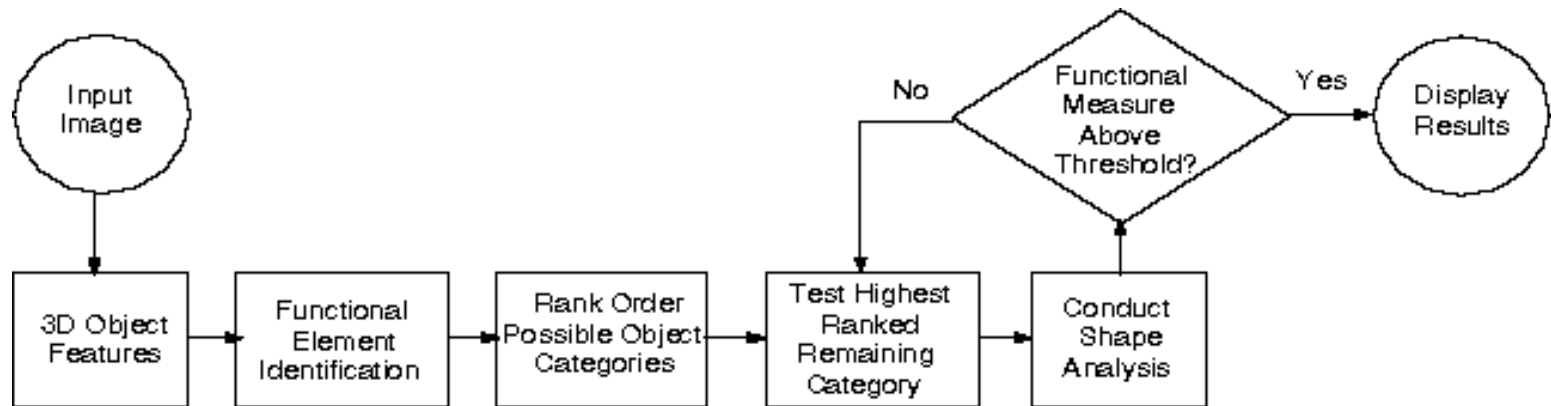 Input
Image
3D Object
Features
Functional
Element
Identification
Rank Order
Possible Object
Categories
Test Highest
Ranked
Remaining
Category
Conduct
Shape
Analysis
Functional
Measure
Above
Threshold?
No
Yes
Display
Results